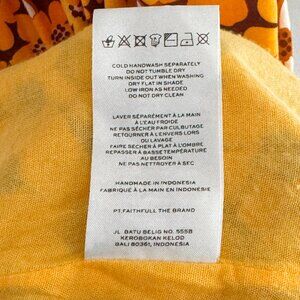 COLD HANDWASH SEPARATELY
DO NOT TUMBLE DRY
TURN INSIDE OUT WHEN WASHING
DRY FLAT IN SHADE
LOW IRON AS NEEDED
DO NOT DRY CLEAN
LAVER SÉPARÉMENT À LA MAIN
À L'EAU FROIDE
NE PAS SÉCHER PAR CULBUTAGE
RETOURNER À L'ENVERS LORS
DU LAVAGE
FAIRE SÉCHER À PLAT À L'OMBRE
REPASSER À BASSE TEMPÉRATURE
AU BESOIN
NE PAS NETTOYER À SEC
HANDMADE IN INDONESIA
FABRIQUÉ À LA MAIN EN INDONÉSIE
PT.FAITHFULL THE BRAND
JL. BATU BELIG NO. 555B
KEROBOKAN KELOD
BALI 80361, INDONESIA